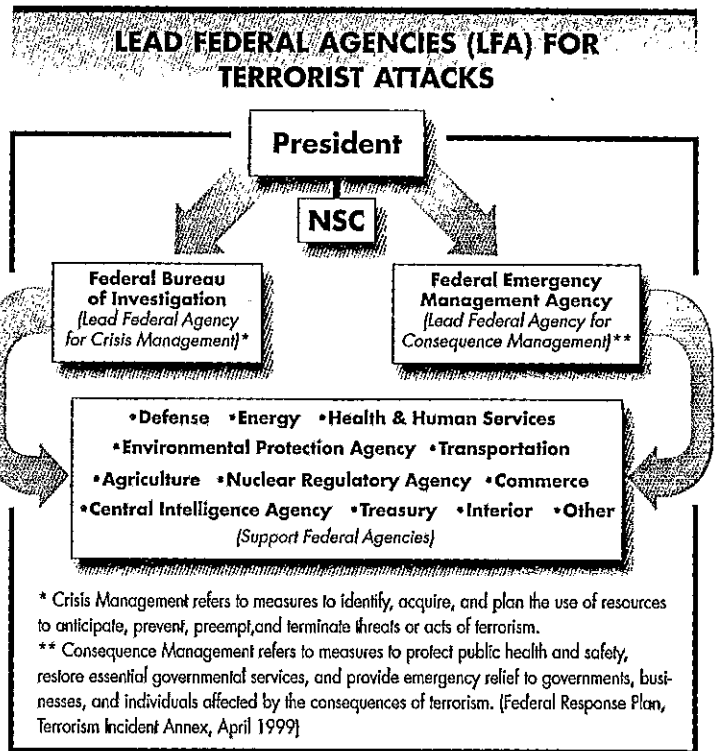 LEAD FEDERAL AGENCIES (LFA) FOR
TERRORIST ATTACKS
President
NSC
Federal Bureau
of Investigation
(Lead Federal Agency
for Crisis Management)*
Federal Emergency
Management Agency
(Lead Federal Agency for
Consequence Management)**
•Defense •Energy •Health & Human Services
•Environmental Protection Agency •Transportation
•Agriculture •Nuclear Regulatory Agency •Commerce
•Central Intelligence Agency •Treasury •Interior •Other
(Support Federal Agencies)
* Crisis Management refers to measures to identify, acquire, and plan the use of resources
to anticipate, prevent, preempt,and terminate threats or acts of terrorism.
** Consequence Management refers to measures to protect public health and safety,
restore essential governmental services, and provide emergency relief to governments, busi-
nesses, and individuals affected by the consequences of terrorism. (Federal Response Plan,
Terrorism Incident Annex, April 1999)